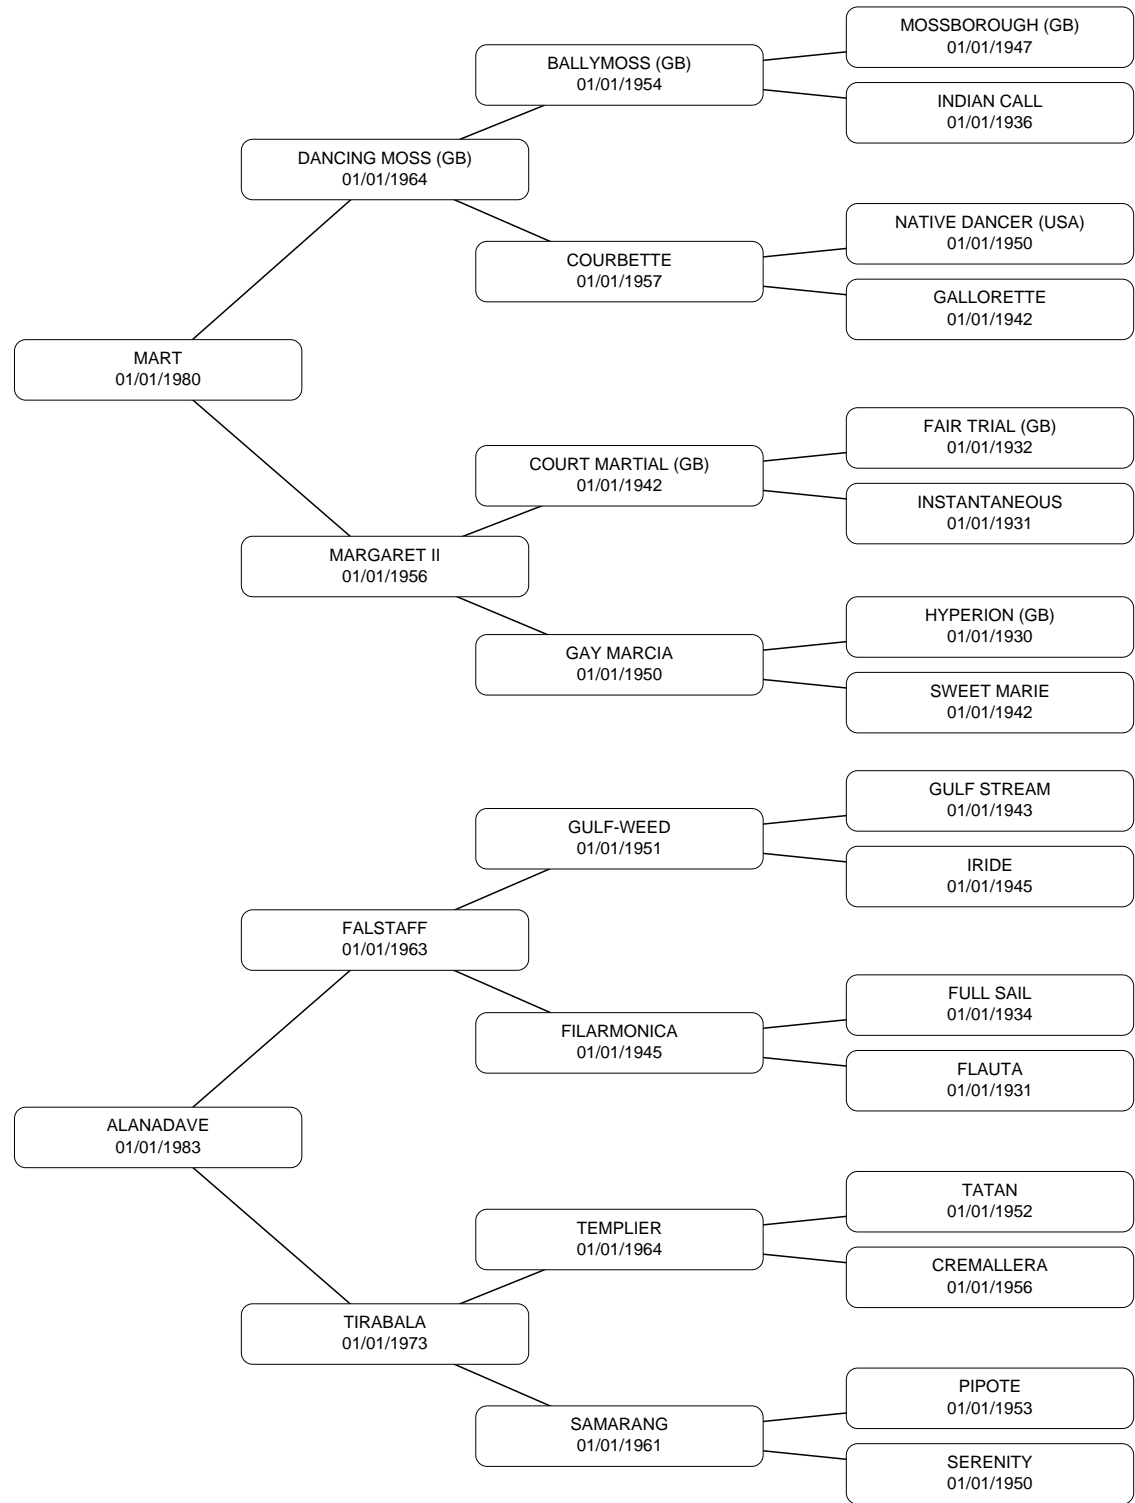 MOSSBOROUGH (GB)
01/01/1947
BALLYMOSS (GB)
01/01/1954
INDIAN CALL
01/01/1936
DANCING MOSS (GB)
01/01/1964
NATIVE DANCER (USA)
01/01/1950
COURBETTE
01/01/1957
GALLORETTE
01/01/1942
MART
01/01/1980
FAIR TRIAL (GB)
01/01/1932
COURT MARTIAL (GB)
01/01/1942
INSTANTANEOUS
01/01/1931
MARGARET II
01/01/1956
HYPERION (GB)
01/01/1930
GAY MARCIA
01/01/1950
SWEET MARIE
01/01/1942
GULF STREAM
01/01/1943
GULF-WEED
01/01/1951
IRIDE
01/01/1945
FALSTAFF
01/01/1963
FULL SAIL
01/01/1934
FILARMONICA
01/01/1945
FLAUTA
01/01/1931
ALANADAVE
01/01/1983
TATAN
01/01/1952
TEMPLIER
01/01/1964
CREMALLERA
01/01/1956
TIRABALA
01/01/1973
PIPOTE
01/01/1953
SAMARANG
01/01/1961
SERENITY
01/01/1950